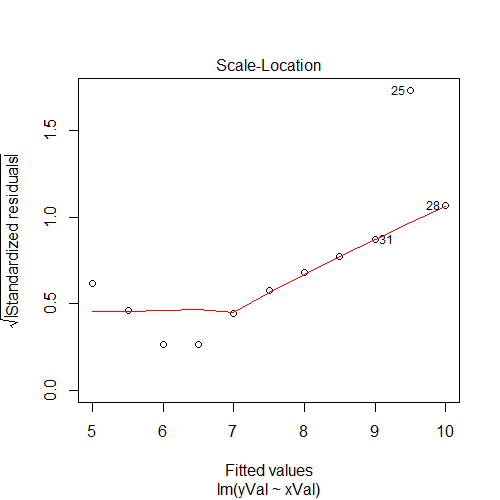 Scale-Location
√|Standardized residuals|
0.0 0.5 1.0 1.5
25
28
31
5 6 7 8 9 10
Fitted values
lm(yVal ~ xVal)